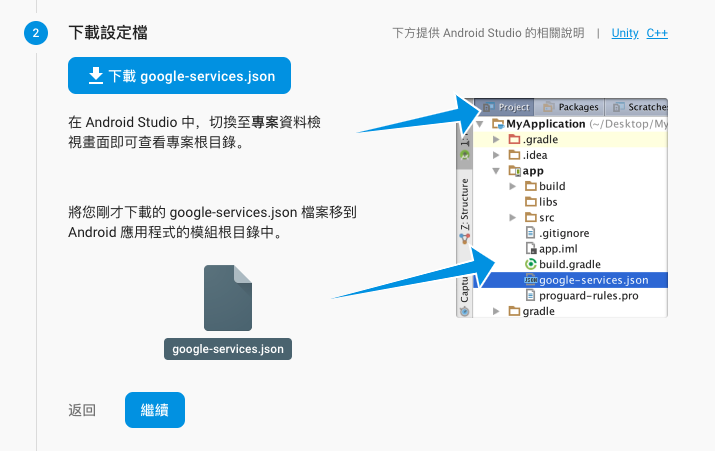 2 下載設定檔
下方提供 Android Studio 的相關說明 | Unity C++
下載 google-services.json
在 Android Studio 中，切換至專案資料檢
視畫面即可查看專案根目錄。
將您剛才下載的 google-services.json 檔案移到
Android 應用程式的模組根目錄中。
google-services.json
Project Packages Scratches
MyApplication (~/Desktop/My
.gradle
.idea
app
build
libs
src
.gitignore
app.iml
build.gradle
google-services.json
proguard-rules.pro
gradle
Z: Structure
Captu
返回 繼續